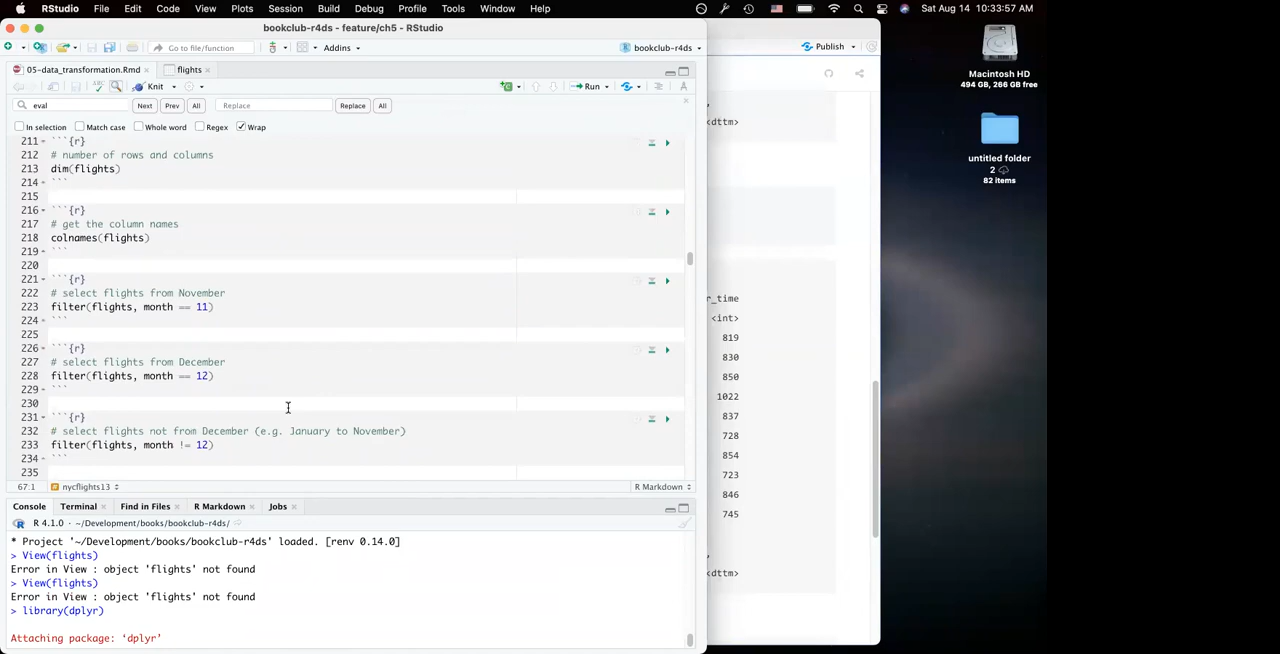 RStudio File Edit Code View Plots Session Build Debug Profile Tools Window Help Sat Aug 14 10:33:57 AM
bookclub-r4ds - feature/ch5 - RStudio
Go to file/function Addins bookclub-r4ds
Publish
05-data_transformation.Rmd flights
ABC Knit Run
eval Next Prev All Replace Replace All
In selection Match case Whole word Regex Wrap
211 ```{r}
212 # number of rows and columns
213 dim(flights)
214 ```
215
216 ```{r}
217 # get the column names
218 colnames(flights)
219 ```
220
221 ```{r}
222 # select flights from November
223 filter(flights, month == 11)
224 ```
225
226 ```{r}
227 # select flights from December
228 filter(flights, month == 12)
229 ```
230
231 ```{r}
232 # select flights not from December (e.g. January to November)
233 filter(flights, month != 12)
234 ```
235
67:1 nycflights13 R Markdown
Console Terminal Find in Files R Markdown Jobs
R 4.1.0 · ~/Development/books/bookclub-r4ds/
* Project '~/Development/books/bookclub-r4ds' loaded. [renv 0.14.0]
> View(flights)
Error in View : object 'flights' not found
> View(flights)
Error in View : object 'flights' not found
> library(dplyr)
Attaching package: ‘dplyr’
,
<dttm>
r_time
<int>
819
830
850
1022
837
728
854
723
846
745
,
<dttm>
Macintosh HD
494 GB, 266 GB free
untitled folder
2
82 items